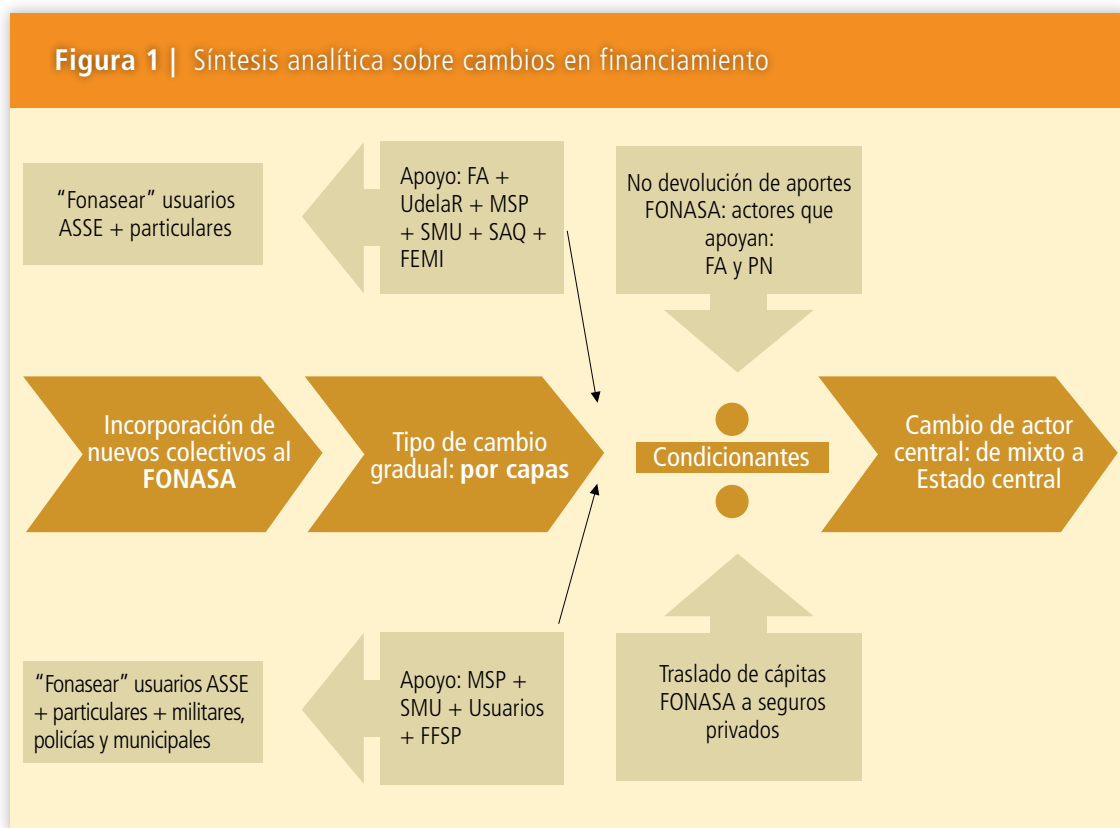 Figura 1 | Síntesis analítica sobre cambios en financiamiento
“Fonasear” usuarios
ASSE + particulares
Apoyo: FA +
UdelaR + MSP
+ SMU + SAQ +
FEMI
No devolución de aportes
FONASA: actores que
apoyan:
FA y PN
Incorporación de
nuevos colectivos al
FONASA
Tipo de cambio
gradual: por capas
Condicionantes
Cambio de actor
central: de mixto a
Estado central
“Fonasear” usuarios ASSE
+ particulares + militares,
policías y municipales
Apoyo: MSP +
SMU + Usuarios
+ FFSP
Traslado de cápitas
FONASA a seguros
privados